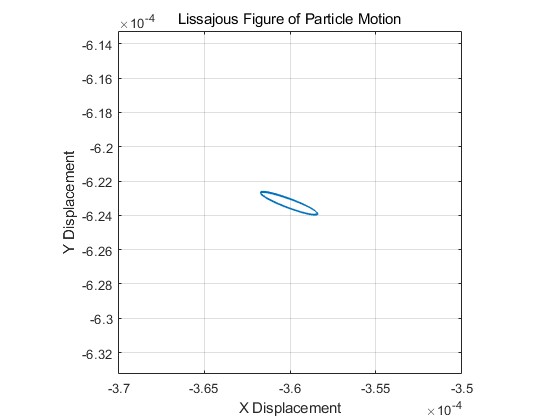 ×10⁻⁴ Lissajous Figure of Particle Motion
-6.14
-6.16
-6.18
-6.2
-6.22
-6.24
-6.26
-6.28
-6.3
-6.32
Y Displacement
-3.7 -3.65 -3.6 -3.55 -3.5
X Displacement ×10⁻⁴